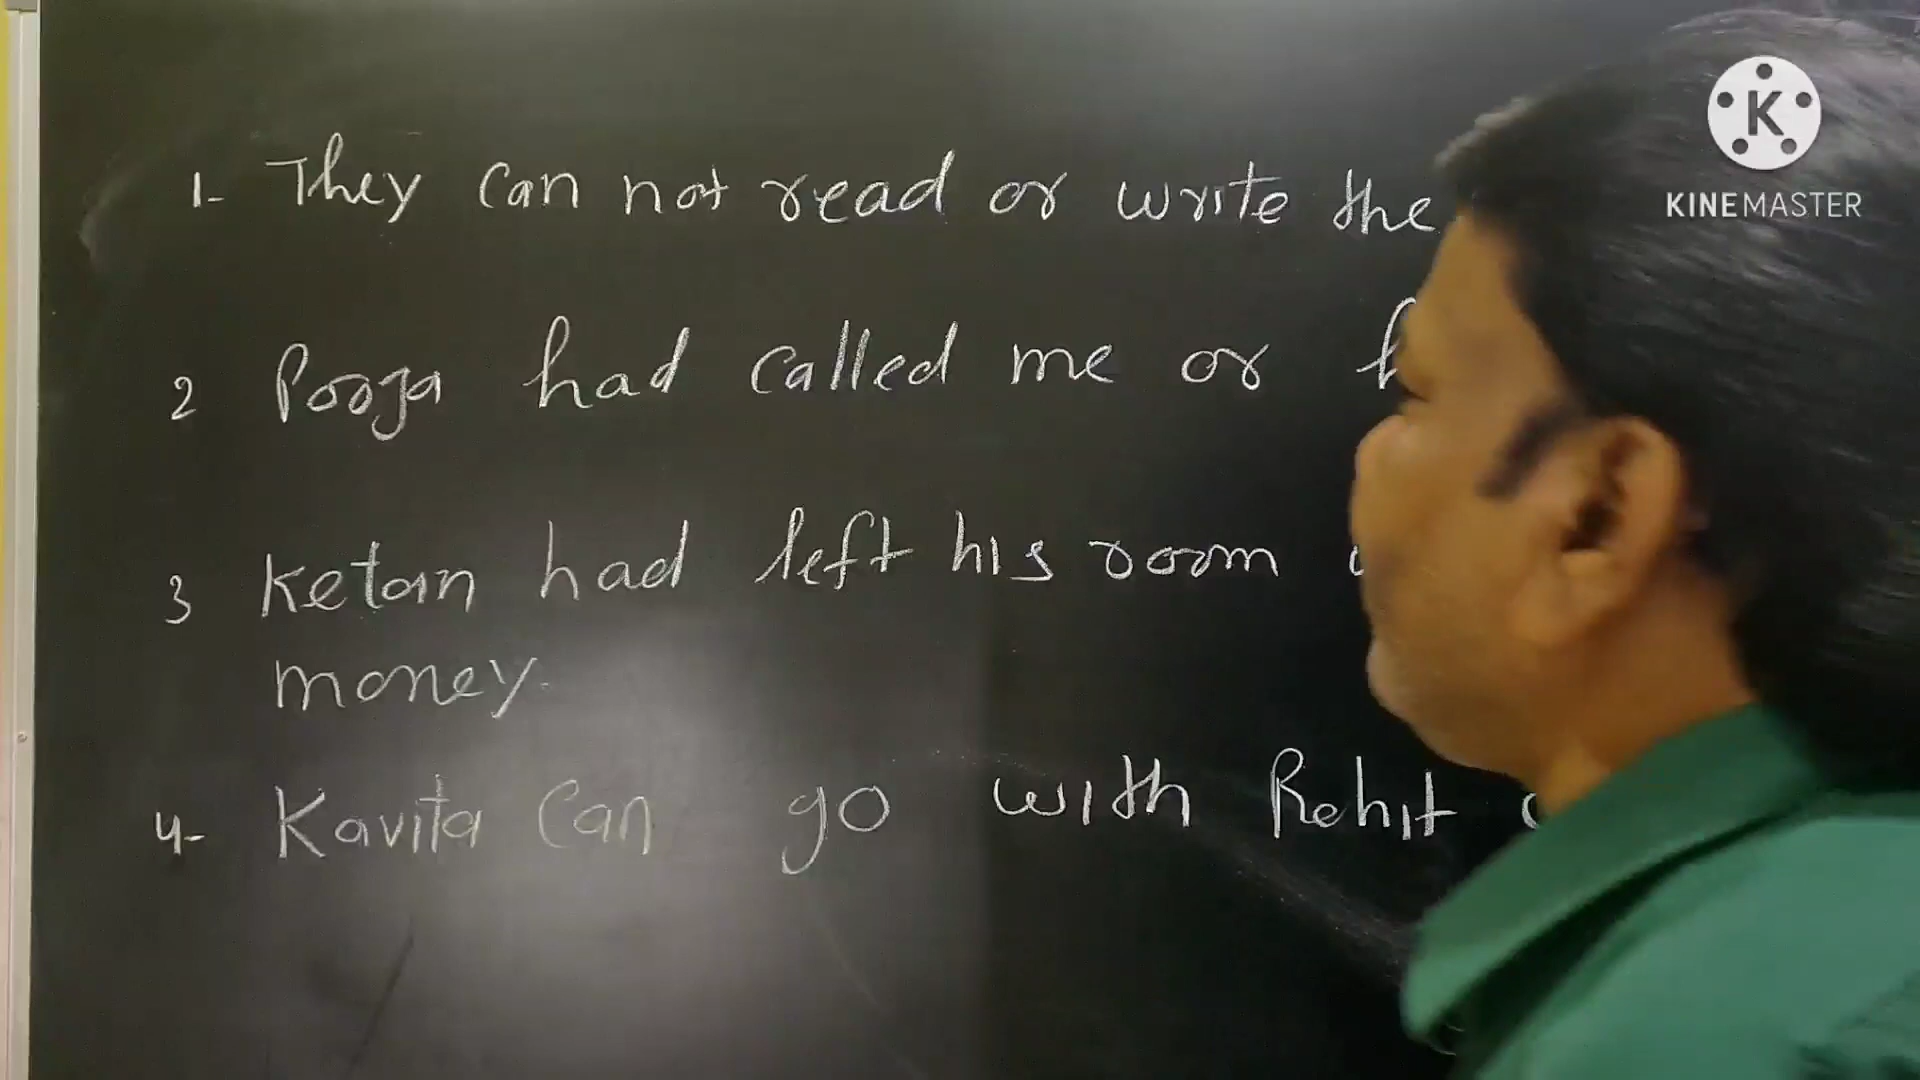 1- They can not read or write the
2 Pooja had called me or
3 Ketan had left his room
money.
4- Kavita can go with Rohit
K
KINEMASTER